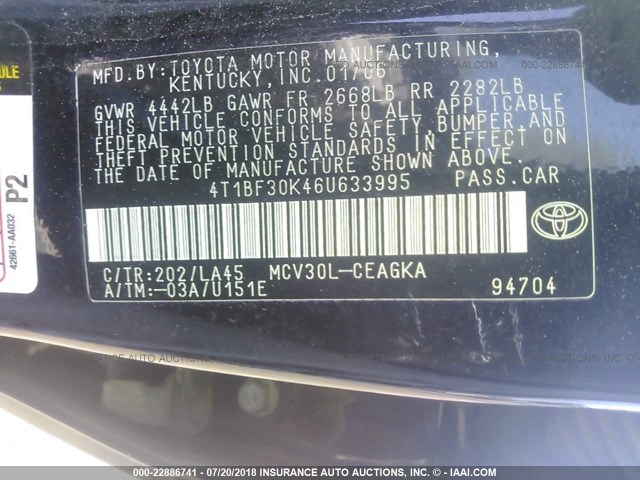 MFD.BY:TOYOTA MOTOR MANUFACTURING,
KENTUCKY, INC. 01/06
GVWR 4442LB GAWR FR 2668LB RR 2282LB
THIS VEHICLE CONFORMS TO ALL APPLICABLE
FEDERAL MOTOR VEHICLE SAFETY,BUMPER,AND
THEFT PREVENTION STANDARDS IN EFFECT ON
THE DATE OF MANUFACTURE SHOWN ABOVE.
4T1BF30K46U633995 PASS.CAR
C/TR:202/LA45 MCV30L-CEAGKA
A/TM:-03A/U151E 94704
TOYOTA
P2
42661-AA032
000-22886741 - 07/20/2018 - INSURANCE AUTO AUCTIONS, INC. - © - IAAI.COM